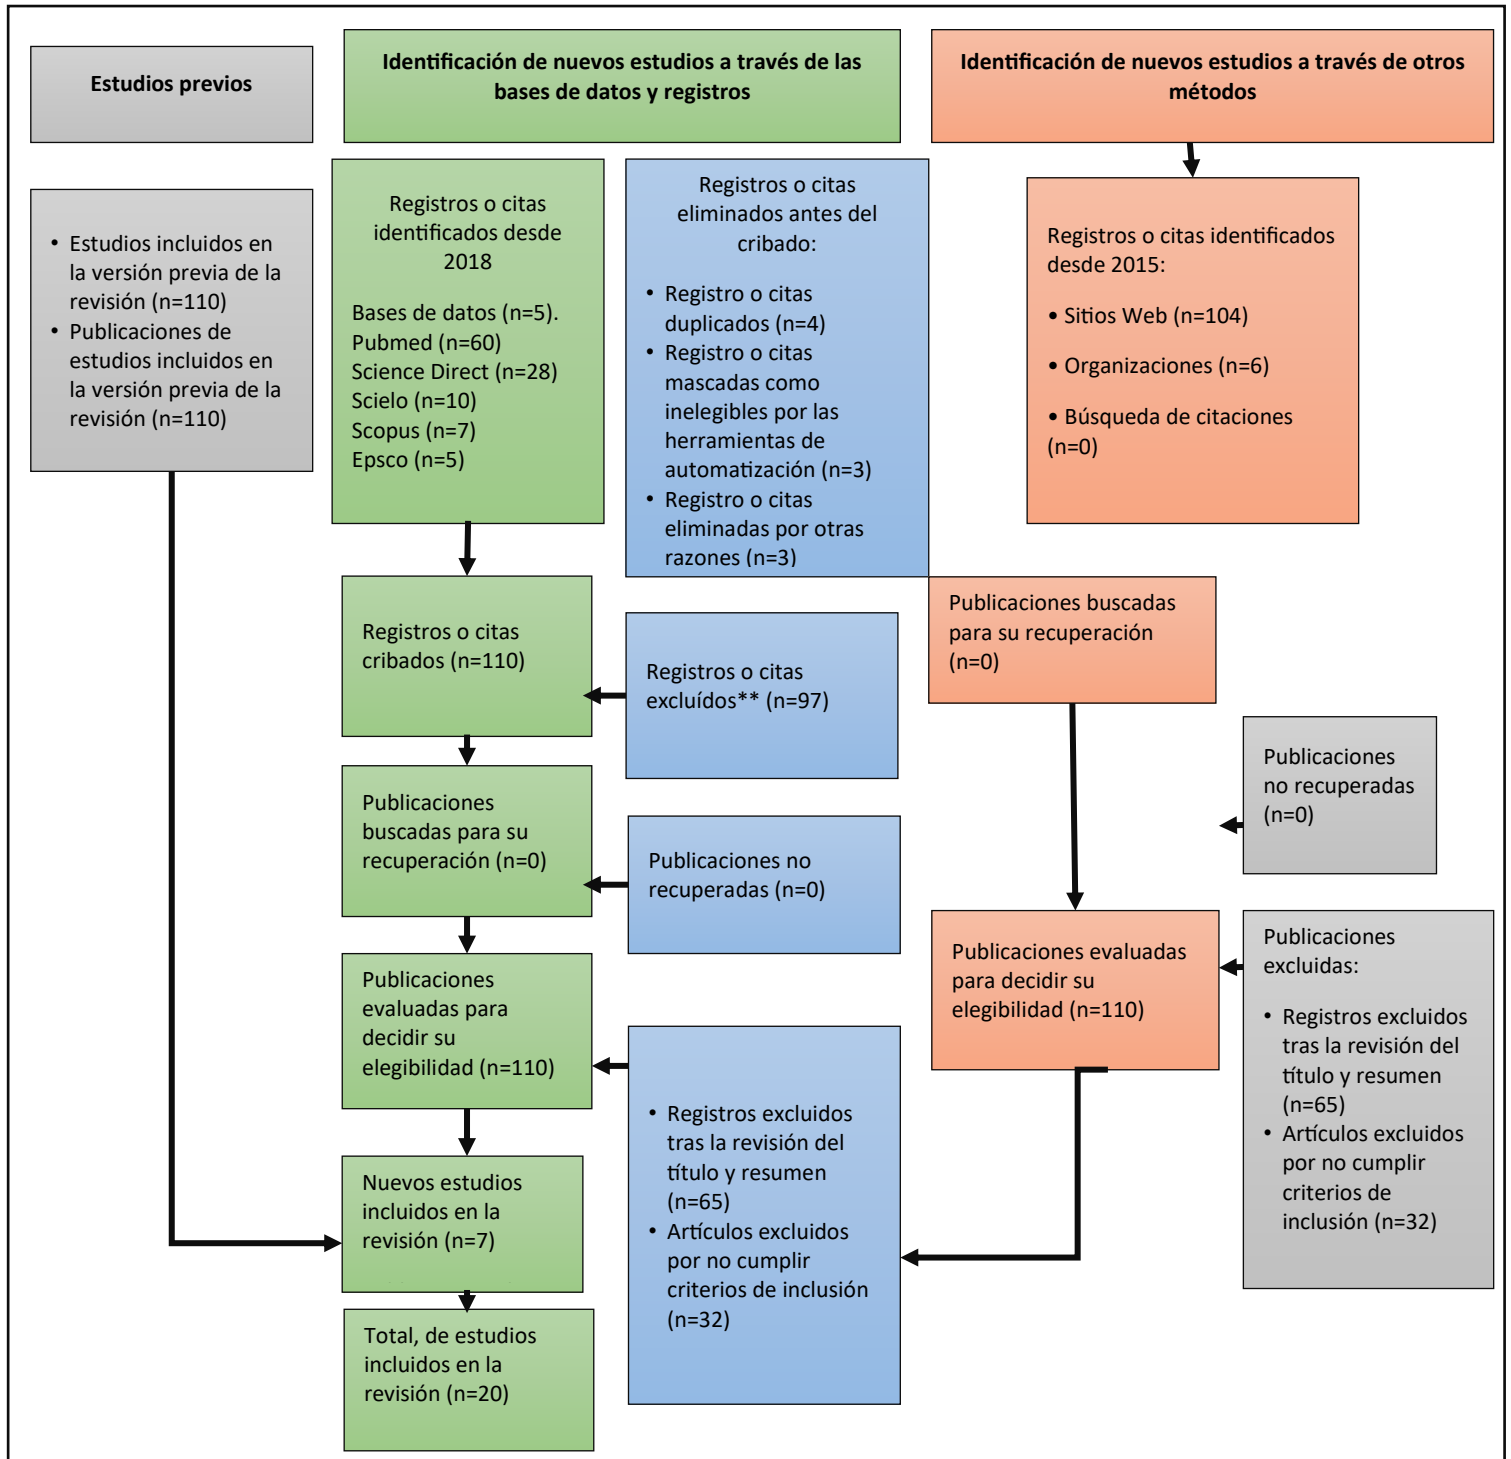 Estudios previos
Identificación de nuevos estudios a través de las
bases de datos y registros
Identificación de nuevos estudios a través de otros
métodos
• Estudios incluidos en
la versión previa de la
revisión (n=110)
• Publicaciones de
estudios incluidos en
la versión previa de la
revisión (n=110)
Registros o citas
identificados desde
2018
Bases de datos (n=5).
Pubmed (n=60)
Science Direct (n=28)
Scielo (n=10)
Scopus (n=7)
Epsco (n=5)
Registros o citas
eliminados antes del
cribado:
• Registro o citas
duplicados (n=4)
• Registro o citas
mascadas como
inelegibles por las
herramientas de
automatización (n=3)
• Registro o citas
eliminadas por otras
razones (n=3)
Registros o citas identificados
desde 2015:
• Sitios Web (n=104)
• Organizaciones (n=6)
• Búsqueda de citaciones
(n=0)
Registros o citas
cribados (n=110)
Registros o citas
excluídos** (n=97)
Publicaciones buscadas
para su recuperación
(n=0)
Publicaciones
no recuperadas
(n=0)
Publicaciones
buscadas para su
recuperación (n=0)
Publicaciones no
recuperadas (n=0)
Publicaciones
evaluadas para
decidir su
elegibilidad (n=110)
Publicaciones evaluadas
para decidir su
elegibilidad (n=110)
Publicaciones
excluidas:
• Registros excluidos
tras la revisión del
título y resumen
(n=65)
• Artículos excluidos
por no cumplir
criterios de
inclusión (n=32)
• Registros excluidos
tras la revisión del
título y resumen
(n=65)
• Artículos excluidos
por no cumplir
criterios de inclusión
(n=32)
Nuevos estudios
incluidos en la
revisión (n=7)
Total, de estudios
incluidos en la
revisión (n=20)